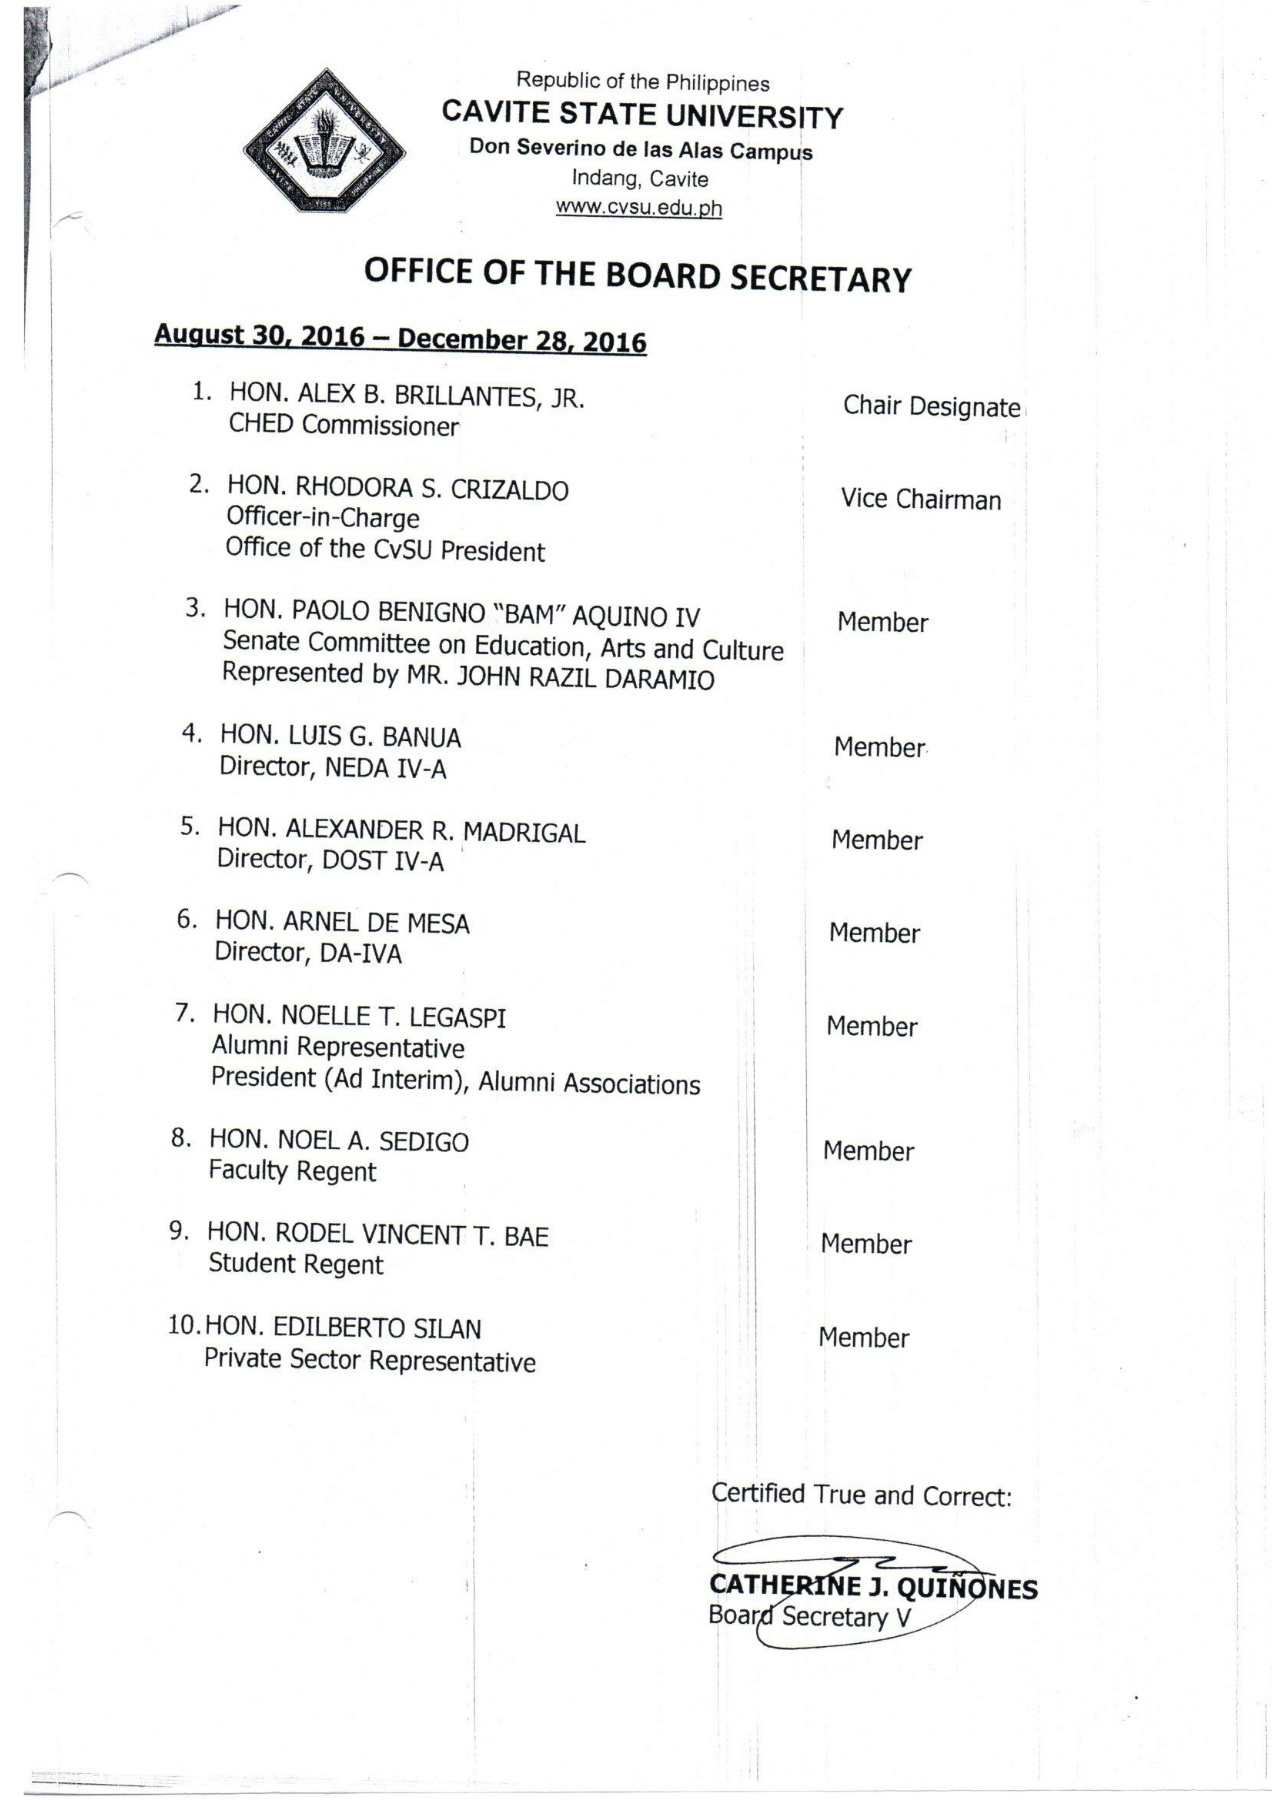 Republic of the Philippines
CAVITE STATE UNIVERSITY
Don Severino de las Alas Campus
Indang, Cavite
www.cvsu.edu.ph
CAVITE STATE UNIVERSITY
CAVITE
PHILIPPINES
OFFICE OF THE BOARD SECRETARY
August 30, 2016 – December 28, 2016
1. HON. ALEX B. BRILLANTES, JR. Chair Designate
CHED Commissioner
2. HON. RHODORA S. CRIZALDO Vice Chairman
Officer-in-Charge
Office of the CvSU President
3. HON. PAOLO BENIGNO “BAM” AQUINO IV Member
Senate Committee on Education, Arts and Culture
Represented by MR. JOHN RAZIL DARAMIO
4. HON. LUIS G. BANUA Member
Director, NEDA IV-A
5. HON. ALEXANDER R. MADRIGAL Member
Director, DOST IV-A
6. HON. ARNEL DE MESA Member
Director, DA-IVA
7. HON. NOELLE T. LEGASPI Member
Alumni Representative
President (Ad Interim), Alumni Associations
8. HON. NOEL A. SEDIGO Member
Faculty Regent
9. HON. RODEL VINCENT T. BAE Member
Student Regent
10. HON. EDILBERTO SILAN Member
Private Sector Representative
Certified True and Correct:
CATHERINE J. QUIÑONES
Board Secretary V